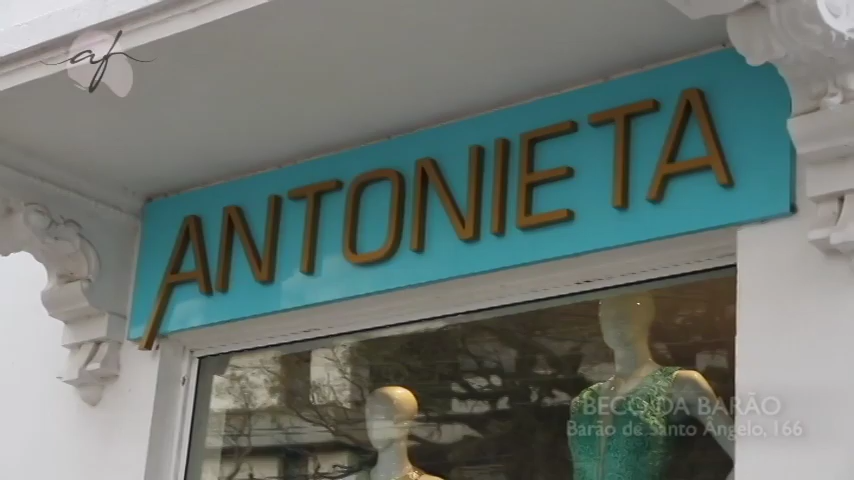 af
ANTONIETA
BECO DA BARÃO
Barão de Santo Ângelo, 166